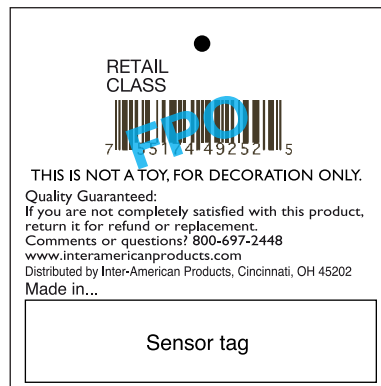 RETAIL
CLASS
FPO
7 49252 5
THIS IS NOT A TOY, FOR DECORATION ONLY.
Quality Guaranteed:
If you are not completely satisfied with this product,
return it for refund or replacement.
Comments or questions? 800-697-2448
www.interamericanproducts.com
Distributed by Inter-American Products, Cincinnati, OH 45202
Made in...
Sensor tag